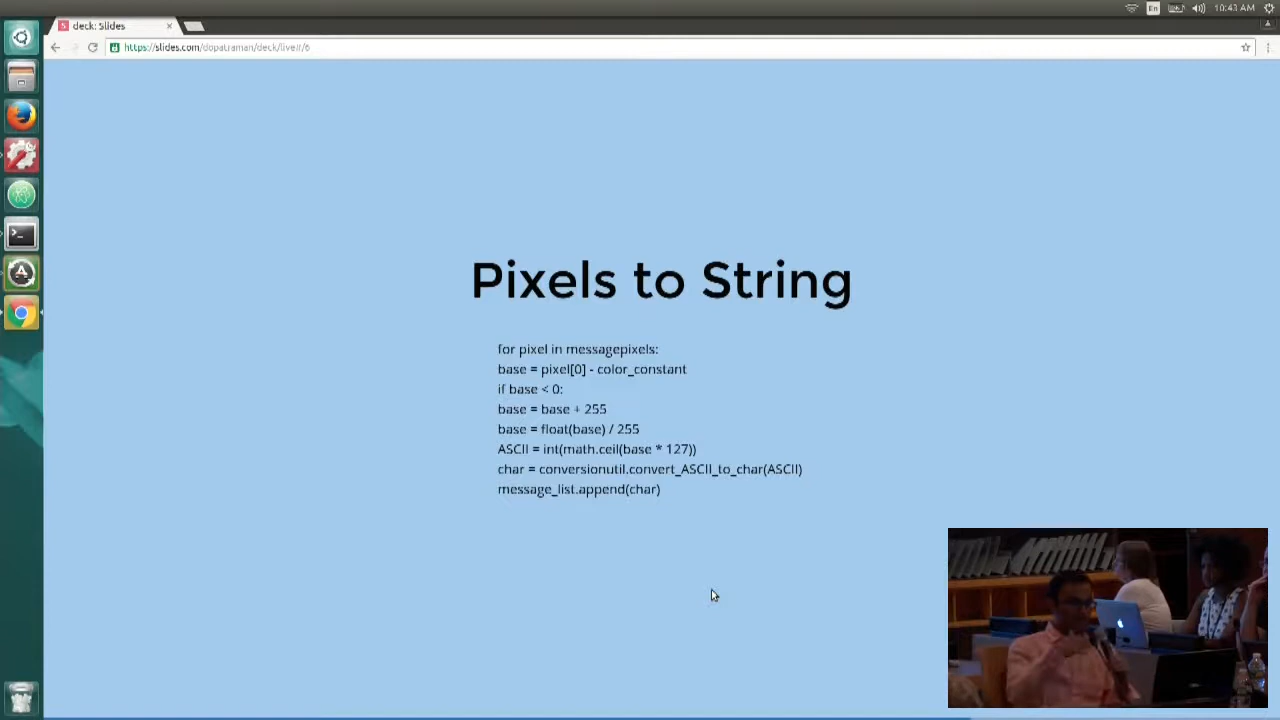 En
10:43 AM
deck: Slides
https://slides.com/dopatraman/deck/live#/6
Pixels to String
for pixel in messagepixels:
base = pixel[0] - color_constant
if base < 0:
base = base + 255
base = float(base) / 255
ASCII = int(math.ceil(base * 127))
char = conversionutil.convert_ASCII_to_char(ASCII)
message_list.append(char)